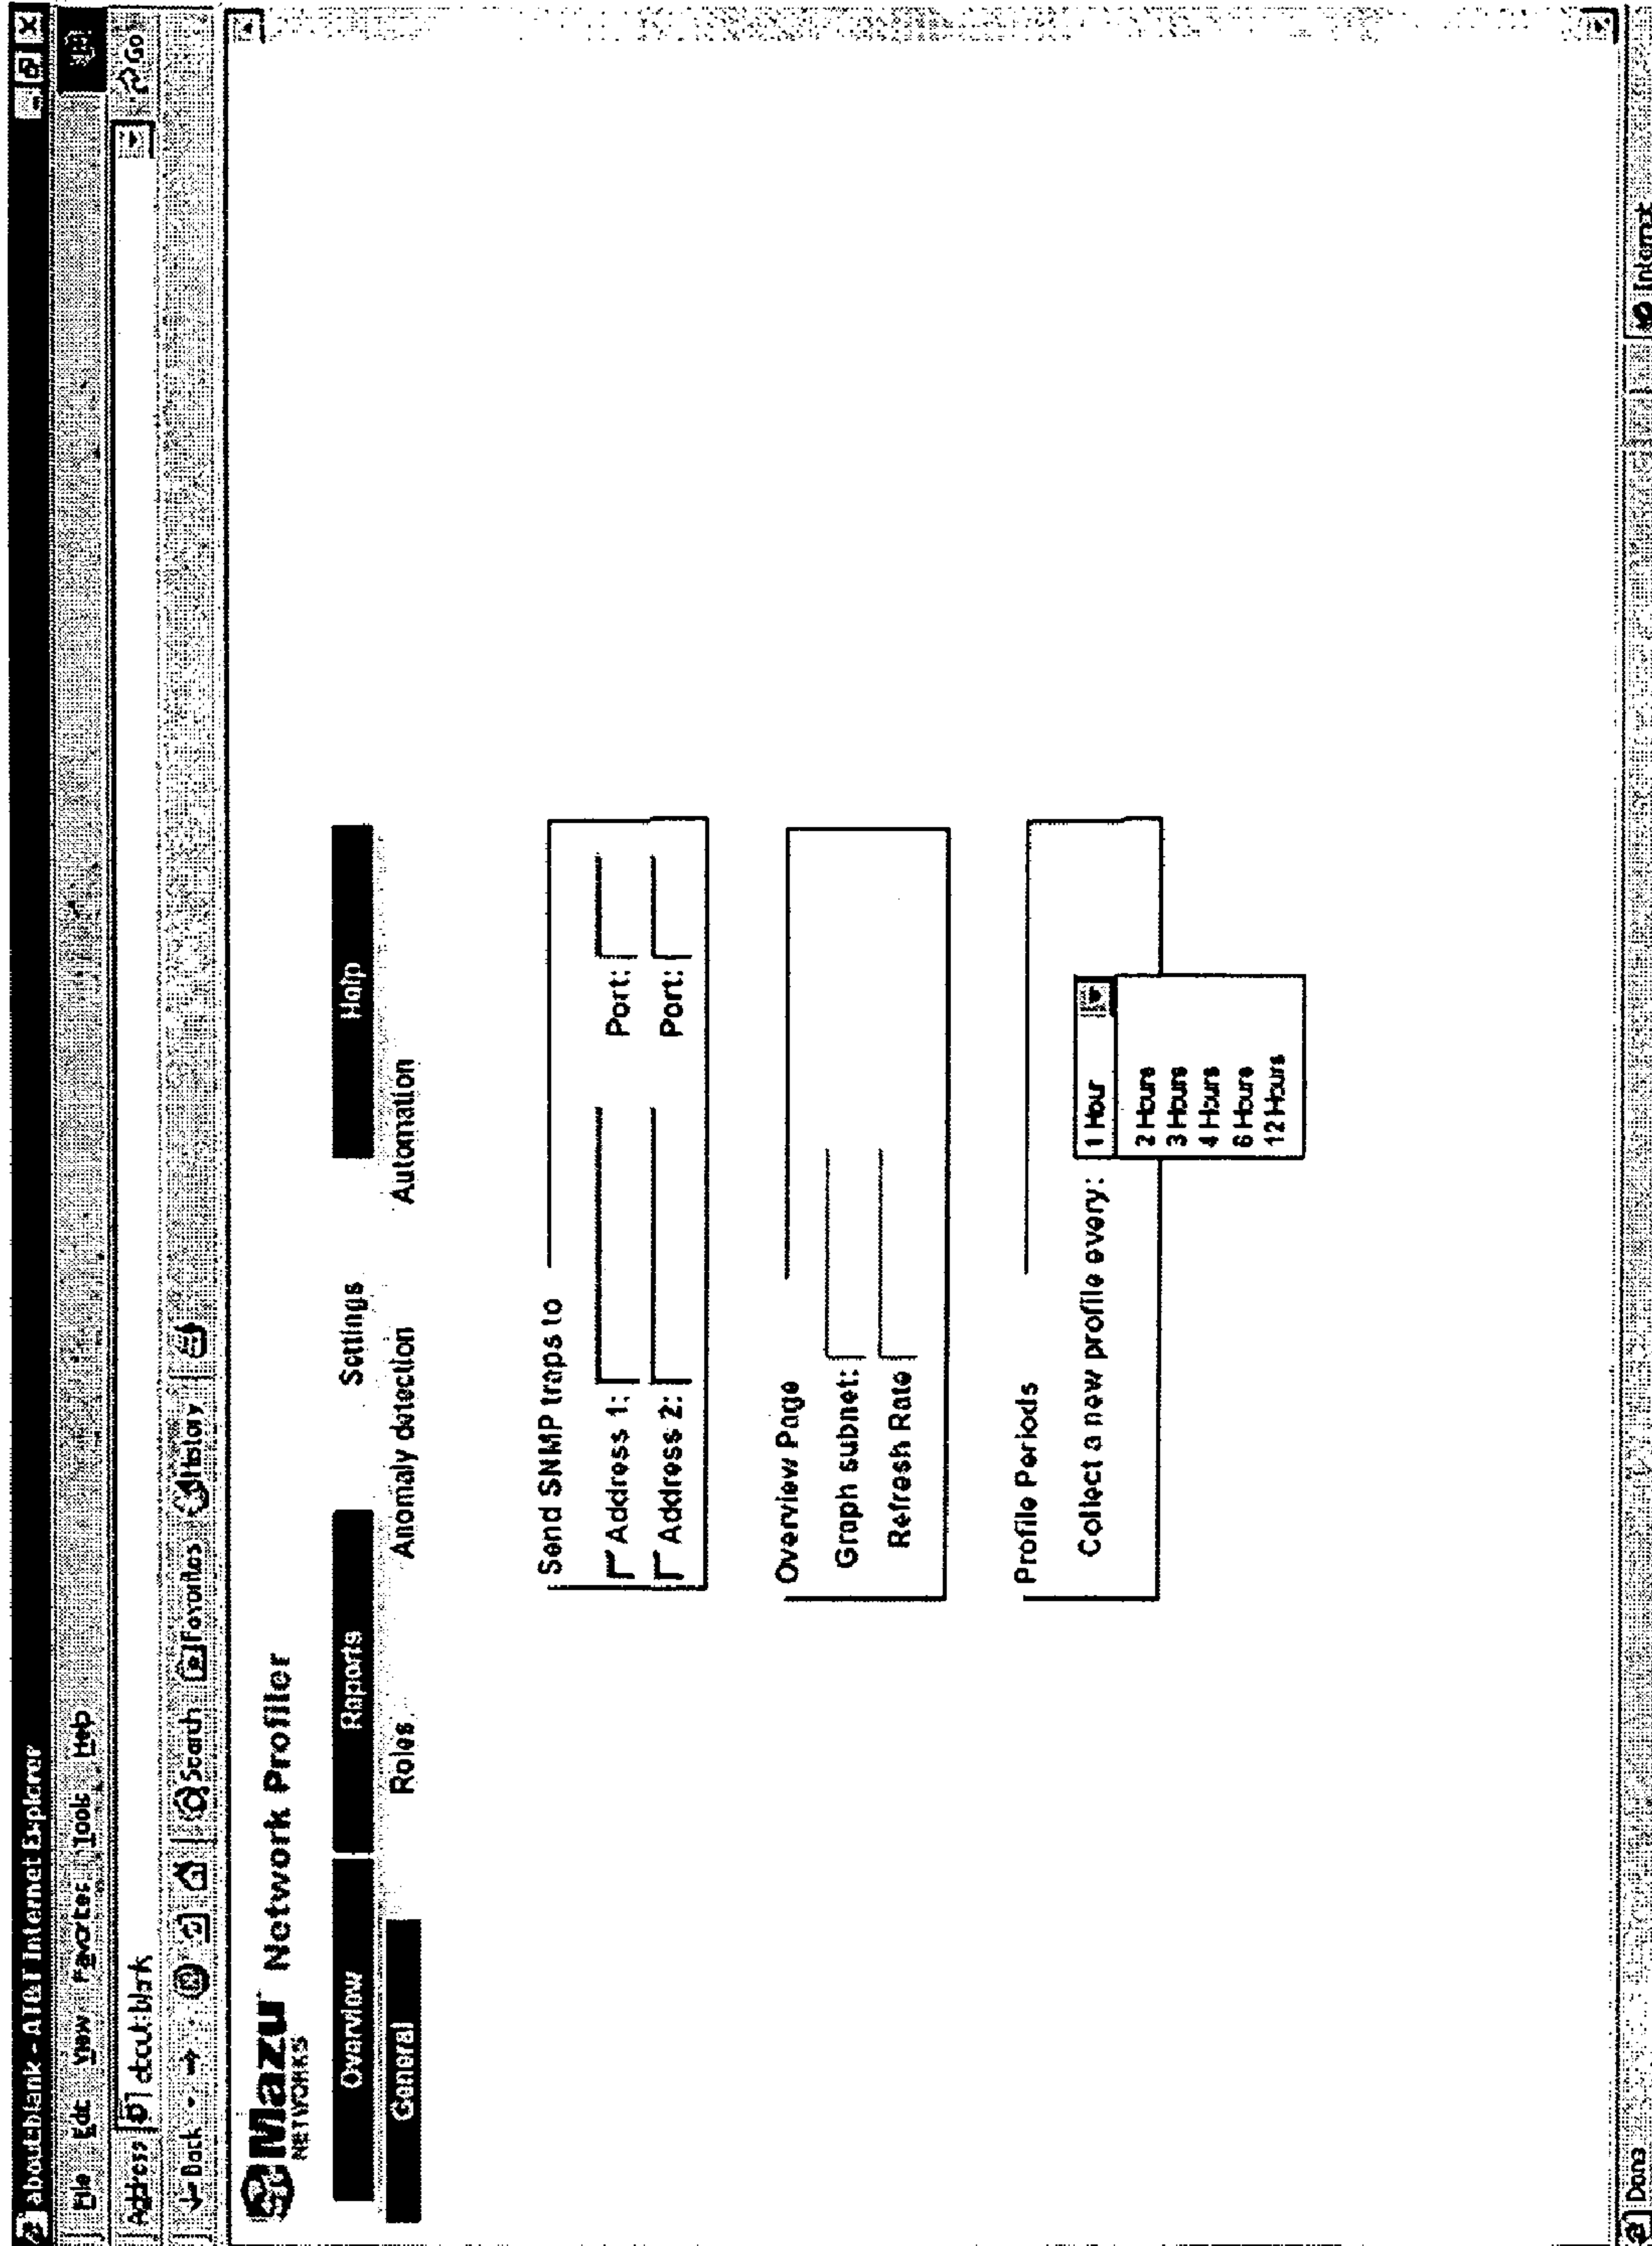 about:blank - AT&T Internet Explorer
File Edit View Favorites Tools Help
Address about:blank Go
Back Search Favorites History
Mazu Network Profiler
NETWORKS
Overview Reports Settings Help
General Roles Anomaly detection Automation
Send SNMP traps to
Address 1: Port:
Address 2: Port:
Overview Page
Graph subnet:
Refresh Rate
Profile Periods
Collect a new profile every: 1 Hour
2 Hours
3 Hours
4 Hours
6 Hours
12 Hours
Done Internet